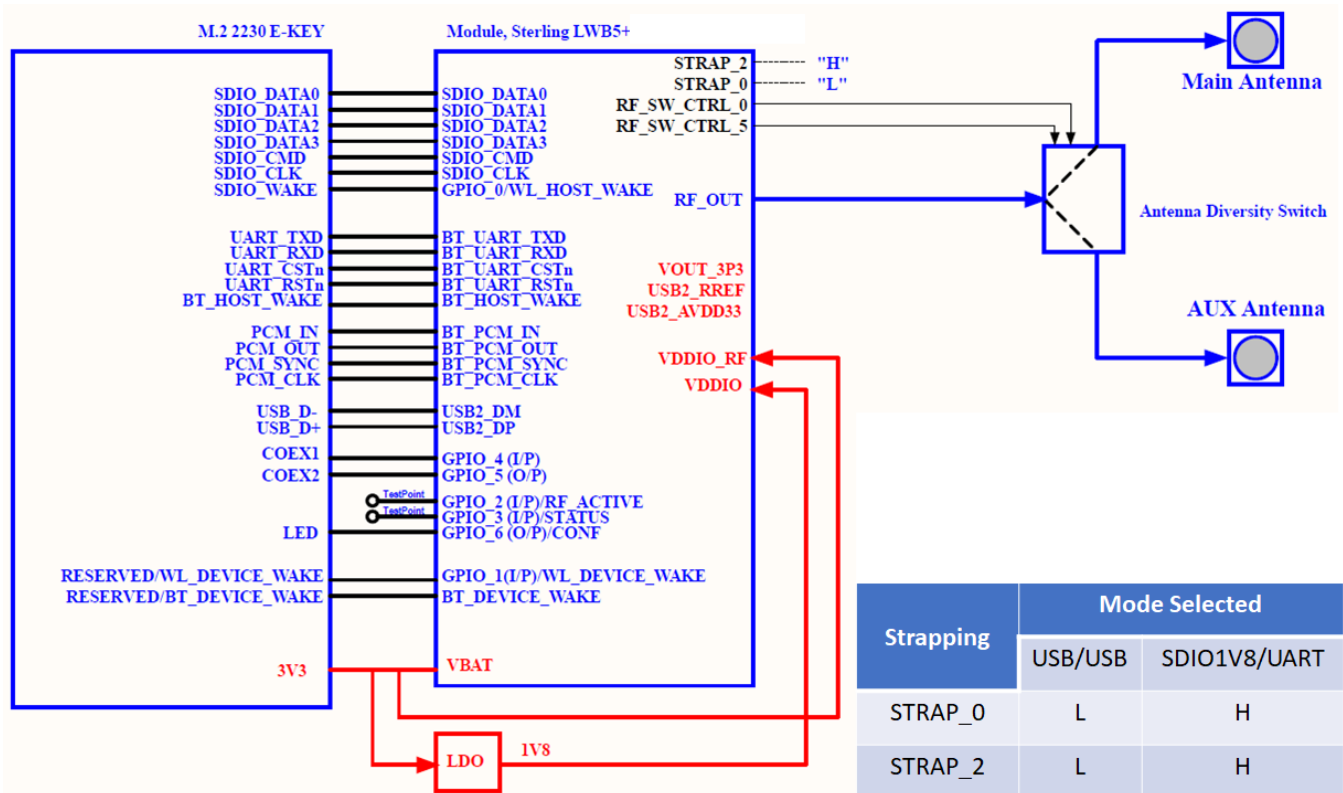 M.2 2230 E-KEY
SDIO_DATA0
SDIO_DATA1
SDIO_DATA2
SDIO_DATA3
SDIO_CMD
SDIO_CLK
SDIO_WAKE
UART_TXD
UART_RXD
UART_CSTn
UART_RSTn
BT_HOST_WAKE
PCM_IN
PCM_OUT
PCM_SYNC
PCM_CLK
USB_D-
USB_D+
COEX1
COEX2
LED
RESERVED/WL_DEVICE_WAKE
RESERVED/BT_DEVICE_WAKE
3V3
TestPoint
TestPoint
Module, Sterling LWB5+
SDIO_DATA0
SDIO_DATA1
SDIO_DATA2
SDIO_DATA3
SDIO_CMD
SDIO_CLK
GPIO_0/WL_HOST_WAKE
BT_UART_TXD
BT_UART_RXD
BT_UART_CSTn
BT_UART_RSTn
BT_HOST_WAKE
BT_PCM_IN
BT_PCM_OUT
BT_PCM_SYNC
BT_PCM_CLK
USB2_DM
USB2_DP
GPIO_4 (I/P)
GPIO_5 (O/P)
GPIO_2 (I/P)/RF_ACTIVE
GPIO_3 (I/P)/STATUS
GPIO_6 (O/P)/CONF
GPIO_1(I/P)/WL_DEVICE_WAKE
BT_DEVICE_WAKE
VBAT
STRAP_2 "H"
STRAP_0 "L"
RF_SW_CTRL_0
RF_SW_CTRL_5
RF_OUT
VOUT_3P3
USB2_RREF
USB2_AVDD33
VDDIO_RF
VDDIO
LDO
1V8
Main Antenna
Antenna Diversity Switch
AUX Antenna
Strapping Mode Selected
USB/USB SDIO1V8/UART
STRAP_0 L H
STRAP_2 L H